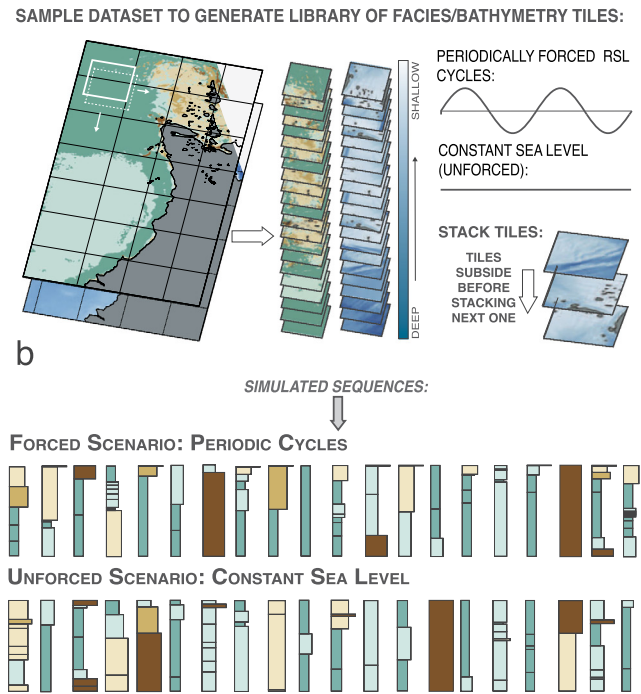 SAMPLE DATASET TO GENERATE LIBRARY OF FACIES/BATHYMETRY TILES:
SHALLOW
DEEP
PERIODICALLY FORCED RSL
CYCLES:
CONSTANT SEA LEVEL
(UNFORCED):
STACK TILES:
TILES
SUBSIDE
BEFORE
STACKING
NEXT ONE
b
SIMULATED SEQUENCES:
FORCED SCENARIO: PERIODIC CYCLES
UNFORCED SCENARIO: CONSTANT SEA LEVEL